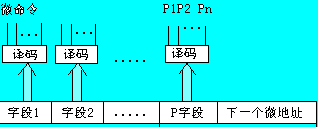 微命令 P1P2 Pn
... ... ...
译码 译码 ..... 译码
字段1 字段2 ..... P字段 下一个微地址